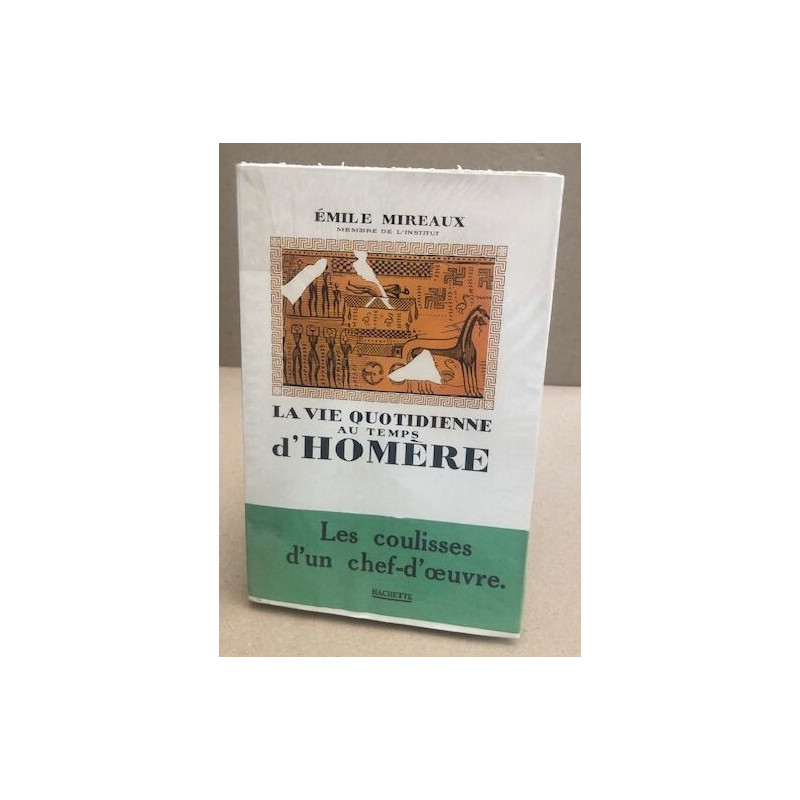 ÉMILE MIREAUX
MEMBRE DE L'INSTITUT
LA VIE QUOTIDIENNE
AU TEMPS
d'HOMÈRE
Les coulisses
d'un chef-d'œuvre.
HACHETTE